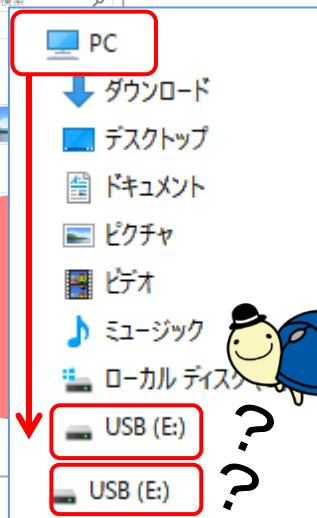 検索
PC
ダウンロード
デスクトップ
ドキュメント
ピクチャ
ビデオ
ミュージック
ローカル ディスク (
USB (E:)
?
USB (E:)
?